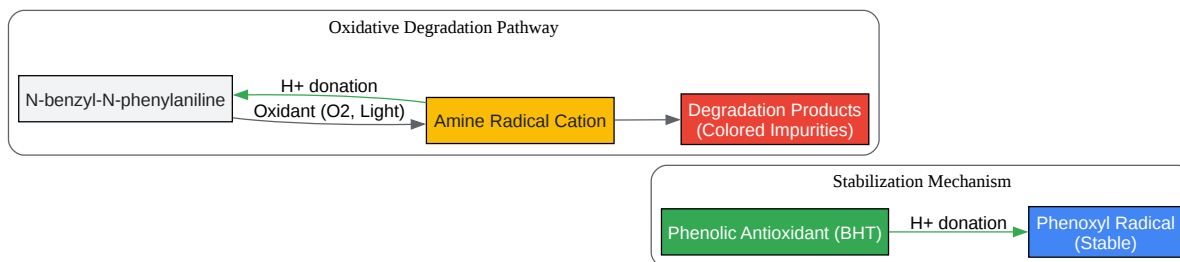 Oxidative Degradation Pathway
H+ donation
N-benzyl-N-phenylaniline
Oxidant (O2, Light)
Amine Radical Cation
Degradation Products
(Colored Impurities)
Stabilization Mechanism
Phenolic Antioxidant (BHT)
H+ donation
Phenoxyl Radical
(Stable)